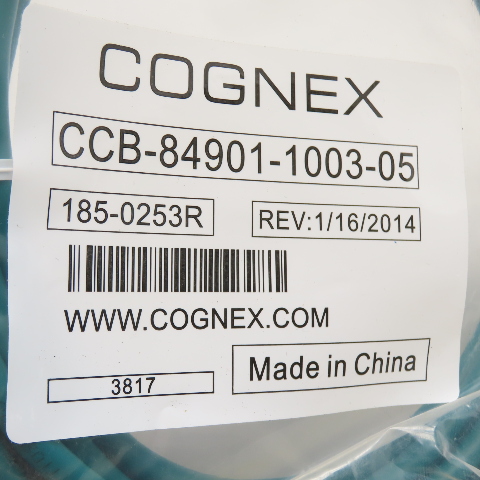 COGNEX
CCB-84901-1003-05
185-0253R
REV:1/16/2014
WWW.COGNEX.COM
3817
Made in China